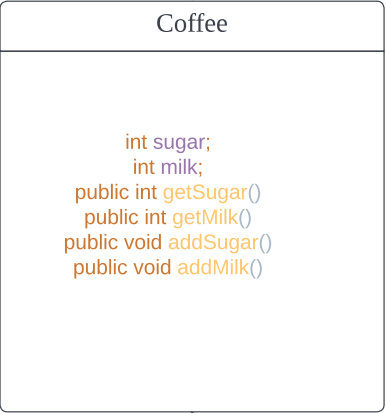 Coffee
int sugar;
int milk;
public int getSugar()
public int getMilk()
public void addSugar()
public void addMilk()